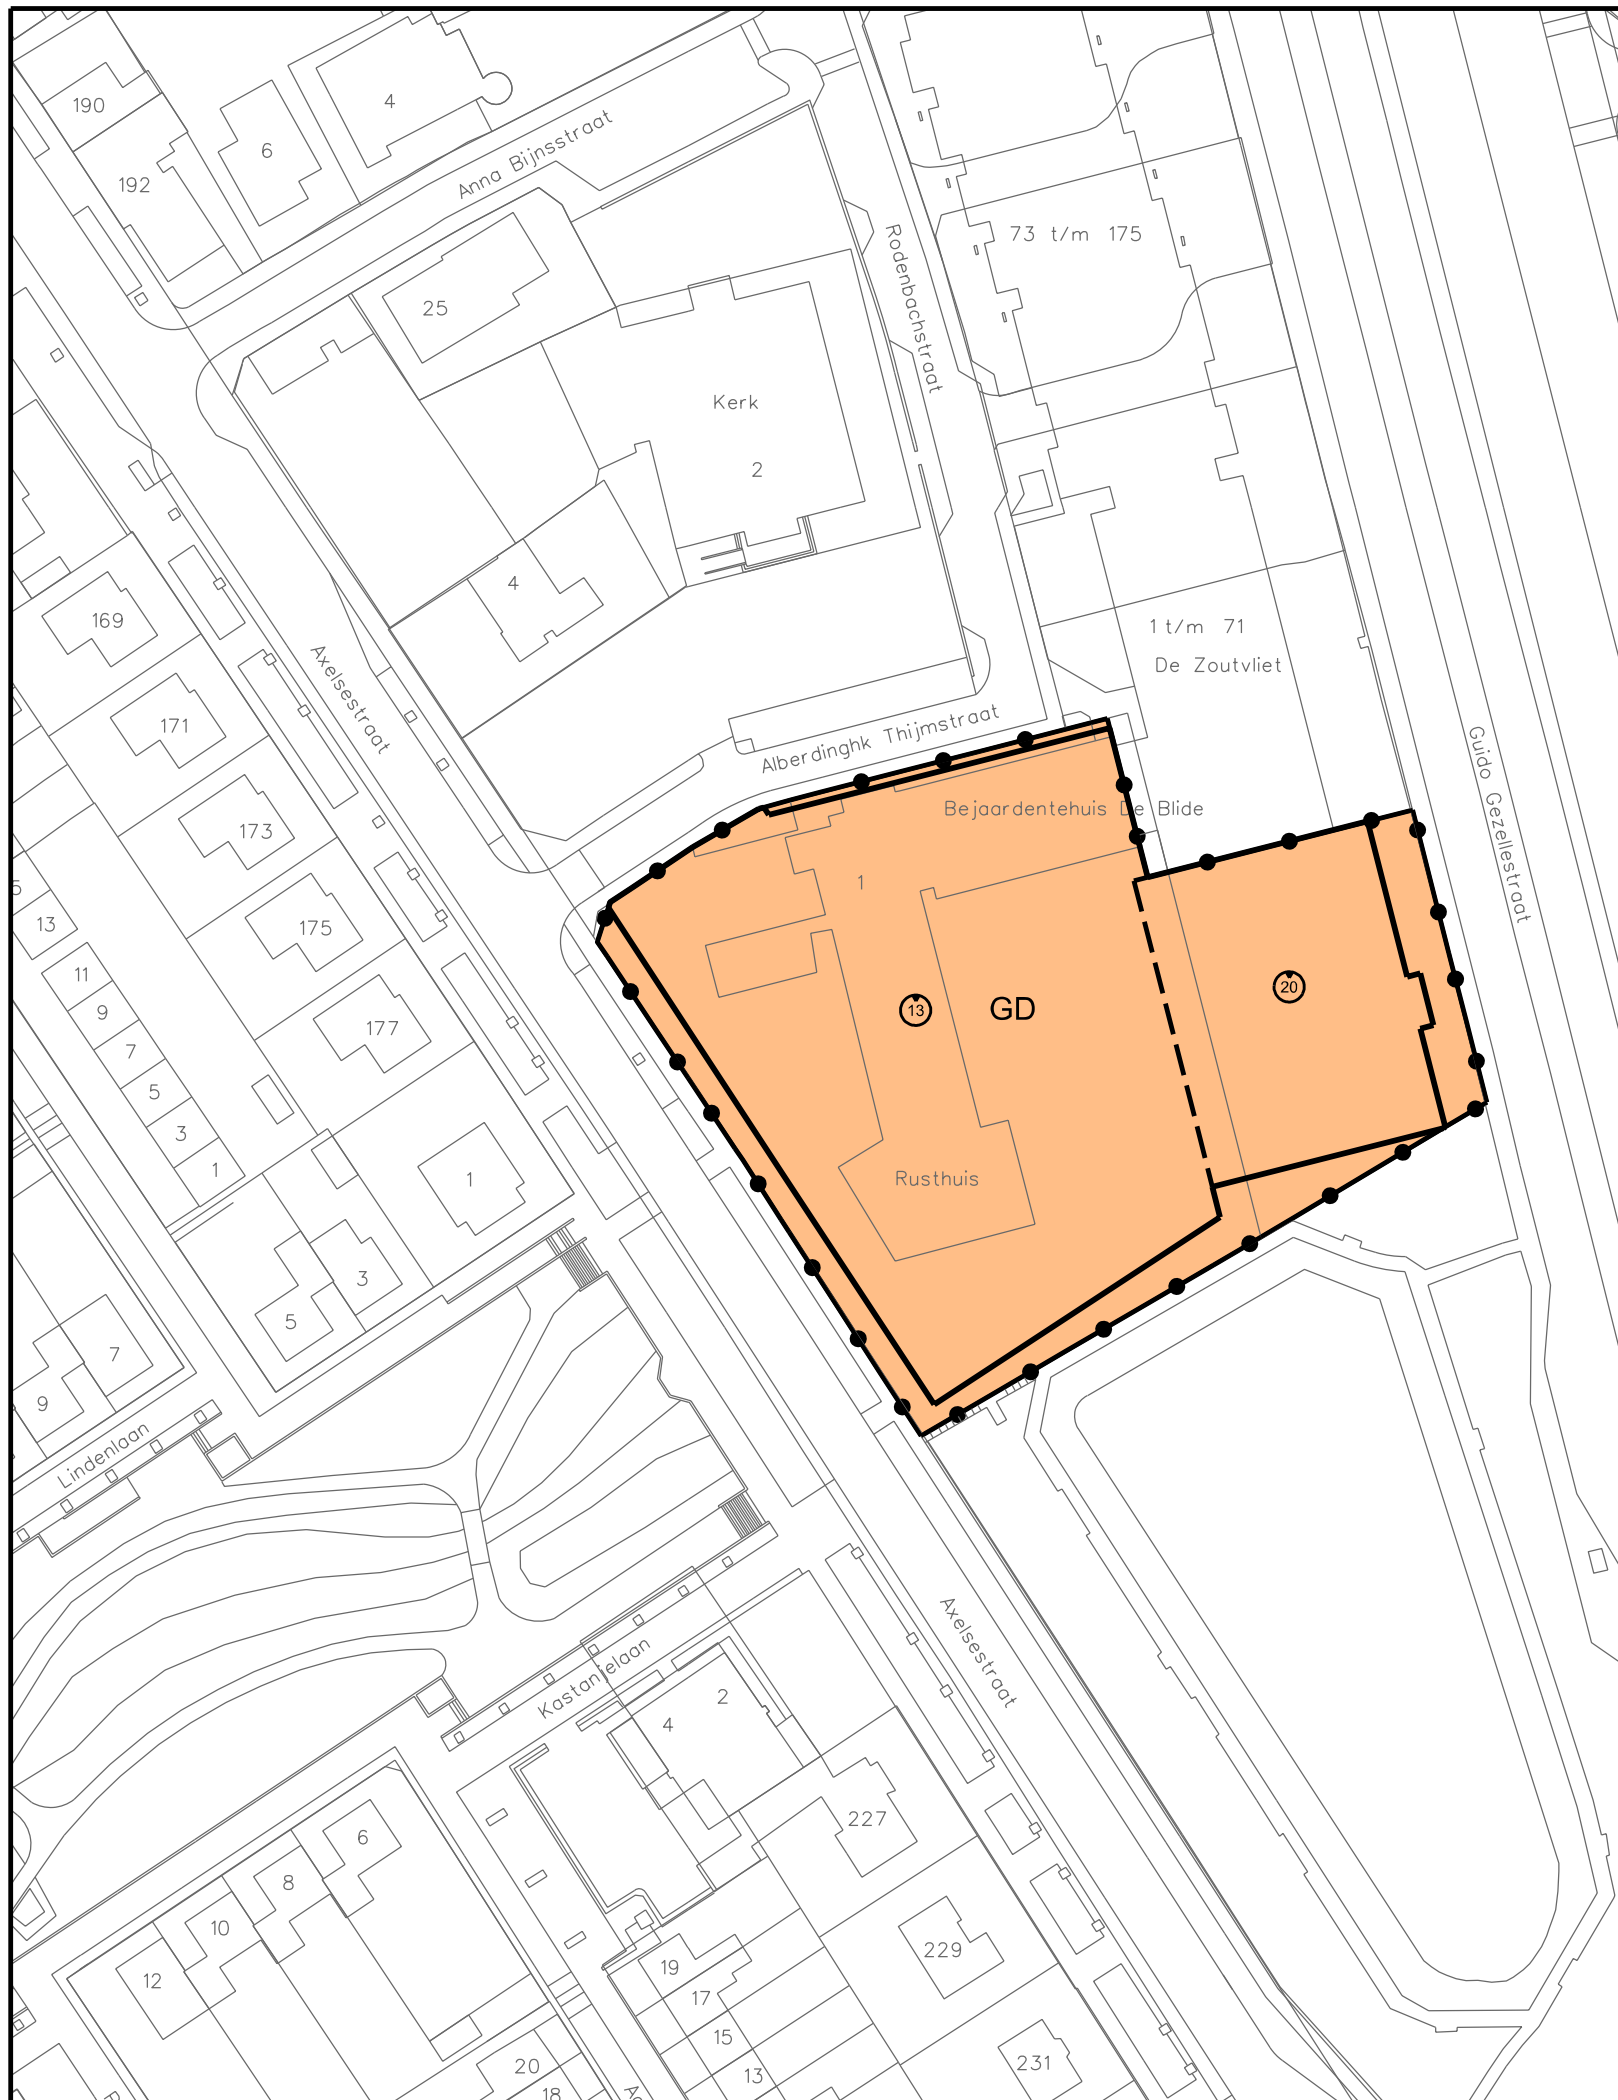 190
4
6
192
Anna Bijnsstraat
73 t/m 175
Rodenbachstraat
25
Kerk
2
4
169
1 t/m 71
De Zoutvliet
Axelsestraat
171
Alberdinghk Thijmstraat
Guido Gezellestraat
173
Bejaardentehuis De Blide
1
5
13
175
11
9
177
7
5
3
1
13
GD
20
Rusthuis
1
3
5
7
9
Lindenlaan
Kastanjelaan
Axelsestraat
2
4
227
6
8
10
12
229
19
17
15
13
20
18
231